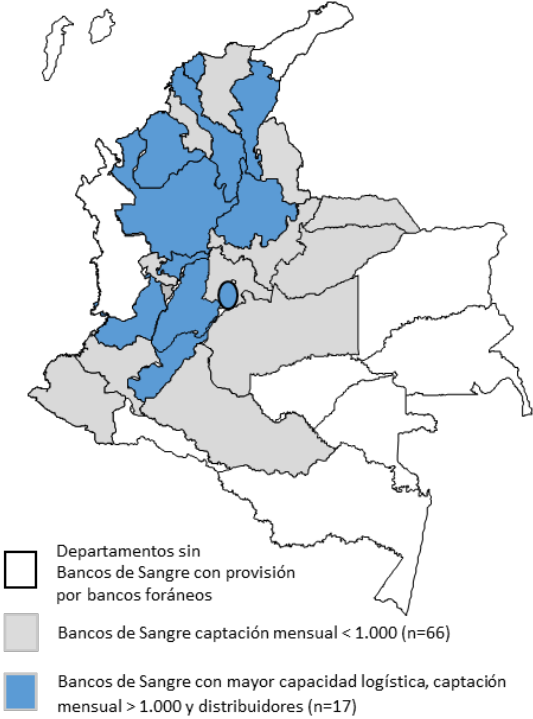 Departamentos sin
Bancos de Sangre con provisión
por bancos foráneos
Bancos de Sangre captación mensual < 1.000 (n=66)
Bancos de Sangre con mayor capacidad logística, captación
mensual > 1.000 y distribuidores (n=17)